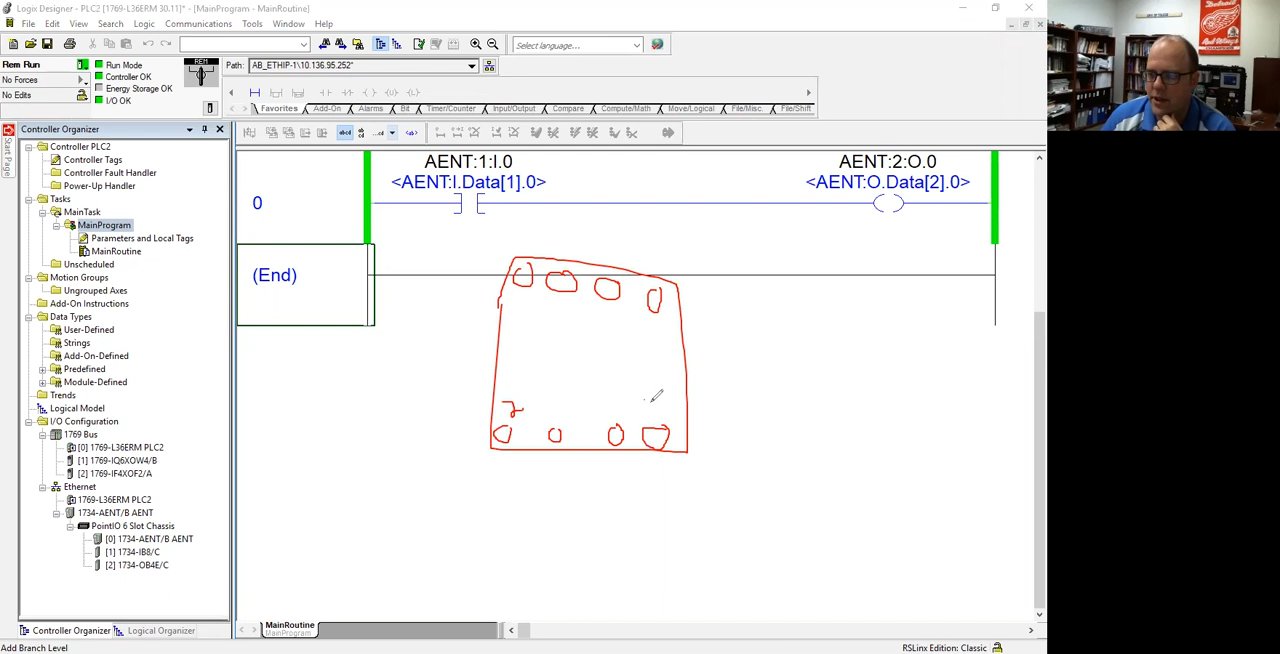 Logix Designer - PLC2 [1769-L36ERM 30.11]* - [MainProgram - MainRoutine]
File Edit View Search Logic Communications Tools Window Help
Select language...
Rem Run
No Forces
No Edits
Run Mode
Controller OK
Energy Storage OK
I/O OK
REM
Path: AB_ETHIP-1\10.136.95.252*
Favorites Add-On Alarms Bit Timer/Counter Input/Output Compare Compute/Math Move/Logical File/Misc. File/Shift
Start Page
Controller Organizer
Controller PLC2
Controller Tags
Controller Fault Handler
Power-Up Handler
Tasks
MainTask
MainProgram
Parameters and Local Tags
MainRoutine
Unscheduled
Motion Groups
Ungrouped Axes
Add-On Instructions
Data Types
User-Defined
Strings
Add-On-Defined
Predefined
Module-Defined
Trends
Logical Model
I/O Configuration
1769 Bus
[0] 1769-L36ERM PLC2
[1] 1769-IQ6XOW4/B
[2] 1769-IF4XOF2/A
Ethernet
1769-L36ERM PLC2
1734-AENT/B AENT
PointIO 6 Slot Chassis
[0] 1734-AENT/B AENT
[1] 1734-IB8/C
[2] 1734-OB4E/C
Controller Organizer Logical Organizer
AENT:1:I.0
<AENT:I.Data[1].0>
AENT:2:O.0
<AENT:O.Data[2].0>
0
(End)
MainRoutine
MainProgram
Add Branch Level
RSLinx Edition: Classic
Detroit